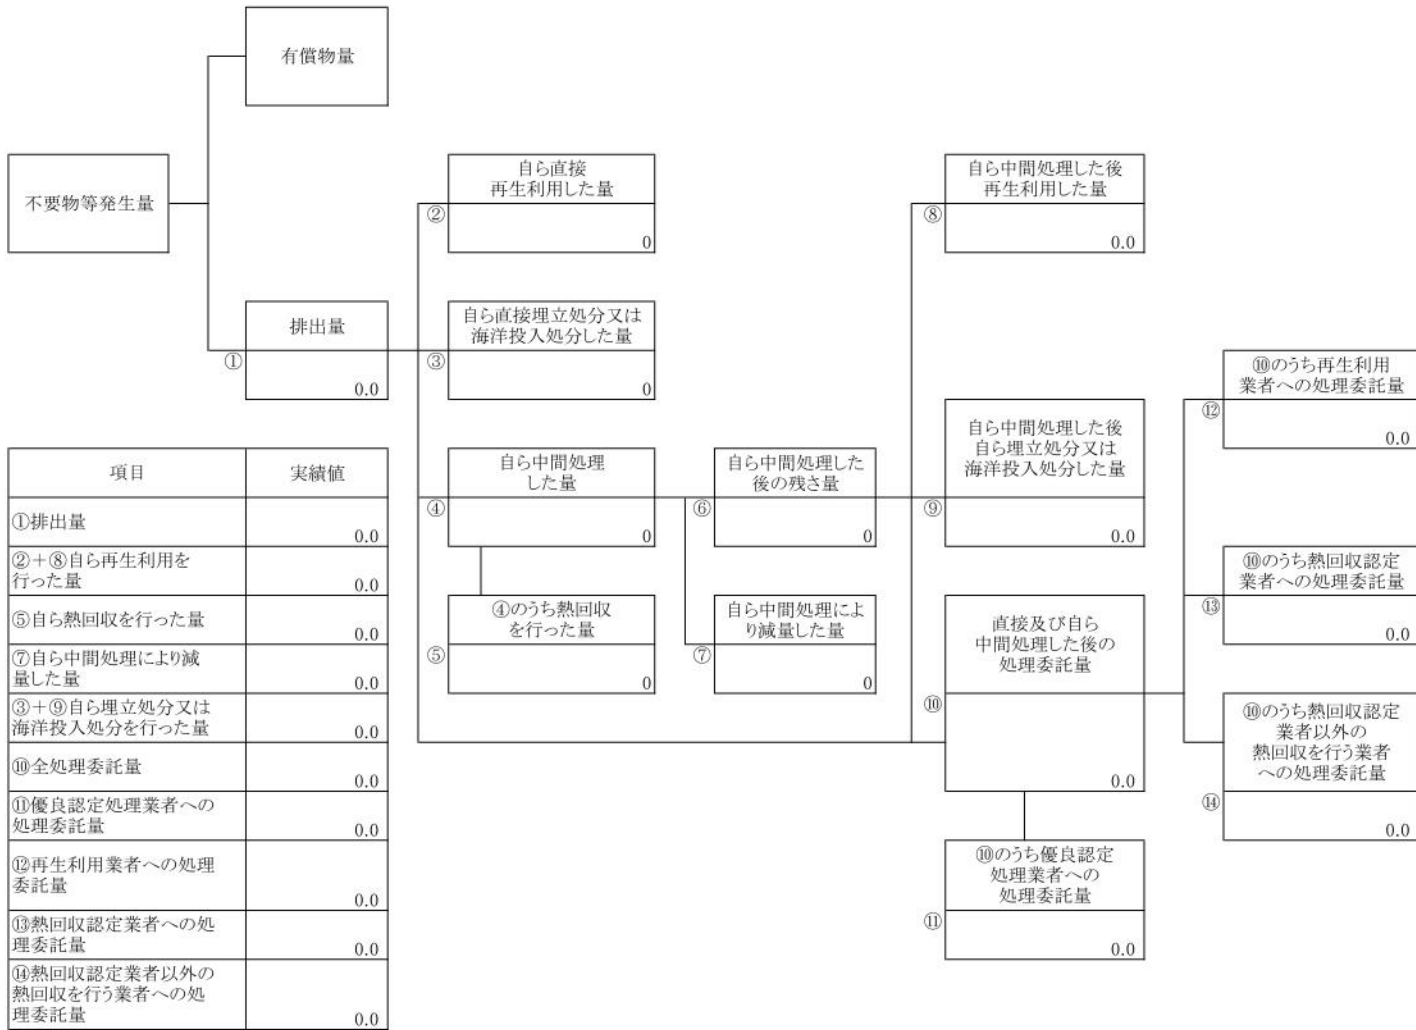 有償物量
不要物等発生量
自ら直接
再生利用した量
②
0
自ら中間処理した後
再生利用した量
⑧
0.0
排出量
①
0.0
自ら直接埋立処分又は
海洋投入処分した量
③
0
⑩のうち再生利用
業者への処理委託量
⑫
0.0
自ら中間処理
した量
④
0
自ら中間処理した
後の残さ量
⑥
0
自ら中間処理した後
自ら埋立処分又は
海洋投入処分した量
⑨
0.0
⑩のうち熱回収認定
業者への処理委託量
⑬
0.0
④のうち熱回収
を行った量
⑤
0
自ら中間処理によ
り減量した量
⑦
0
直接及び自ら
中間処理した後の
処理委託量
⑩
0.0
⑩のうち熱回収認定
業者以外の
熱回収を行う業者
への処理委託量
⑭
0.0
⑩のうち優良認定
処理業者への
処理委託量
⑪
0.0
項目 実績値
①排出量
0.0
②＋⑧自ら再生利用を
行った量
0.0
⑤自ら熱回収を行った量
0.0
⑦自ら中間処理により減
量した量
0.0
③＋⑨自ら埋立処分又は
海洋投入処分を行った量
0.0
⑩全処理委託量
0.0
⑪優良認定処理業者への
処理委託量
0.0
⑫再生利用業者への処理
委託量
0.0
⑬熱回収認定業者への処
理委託量
0.0
⑭熱回収認定業者以外の
熱回収を行う業者への処
理委託量
0.0